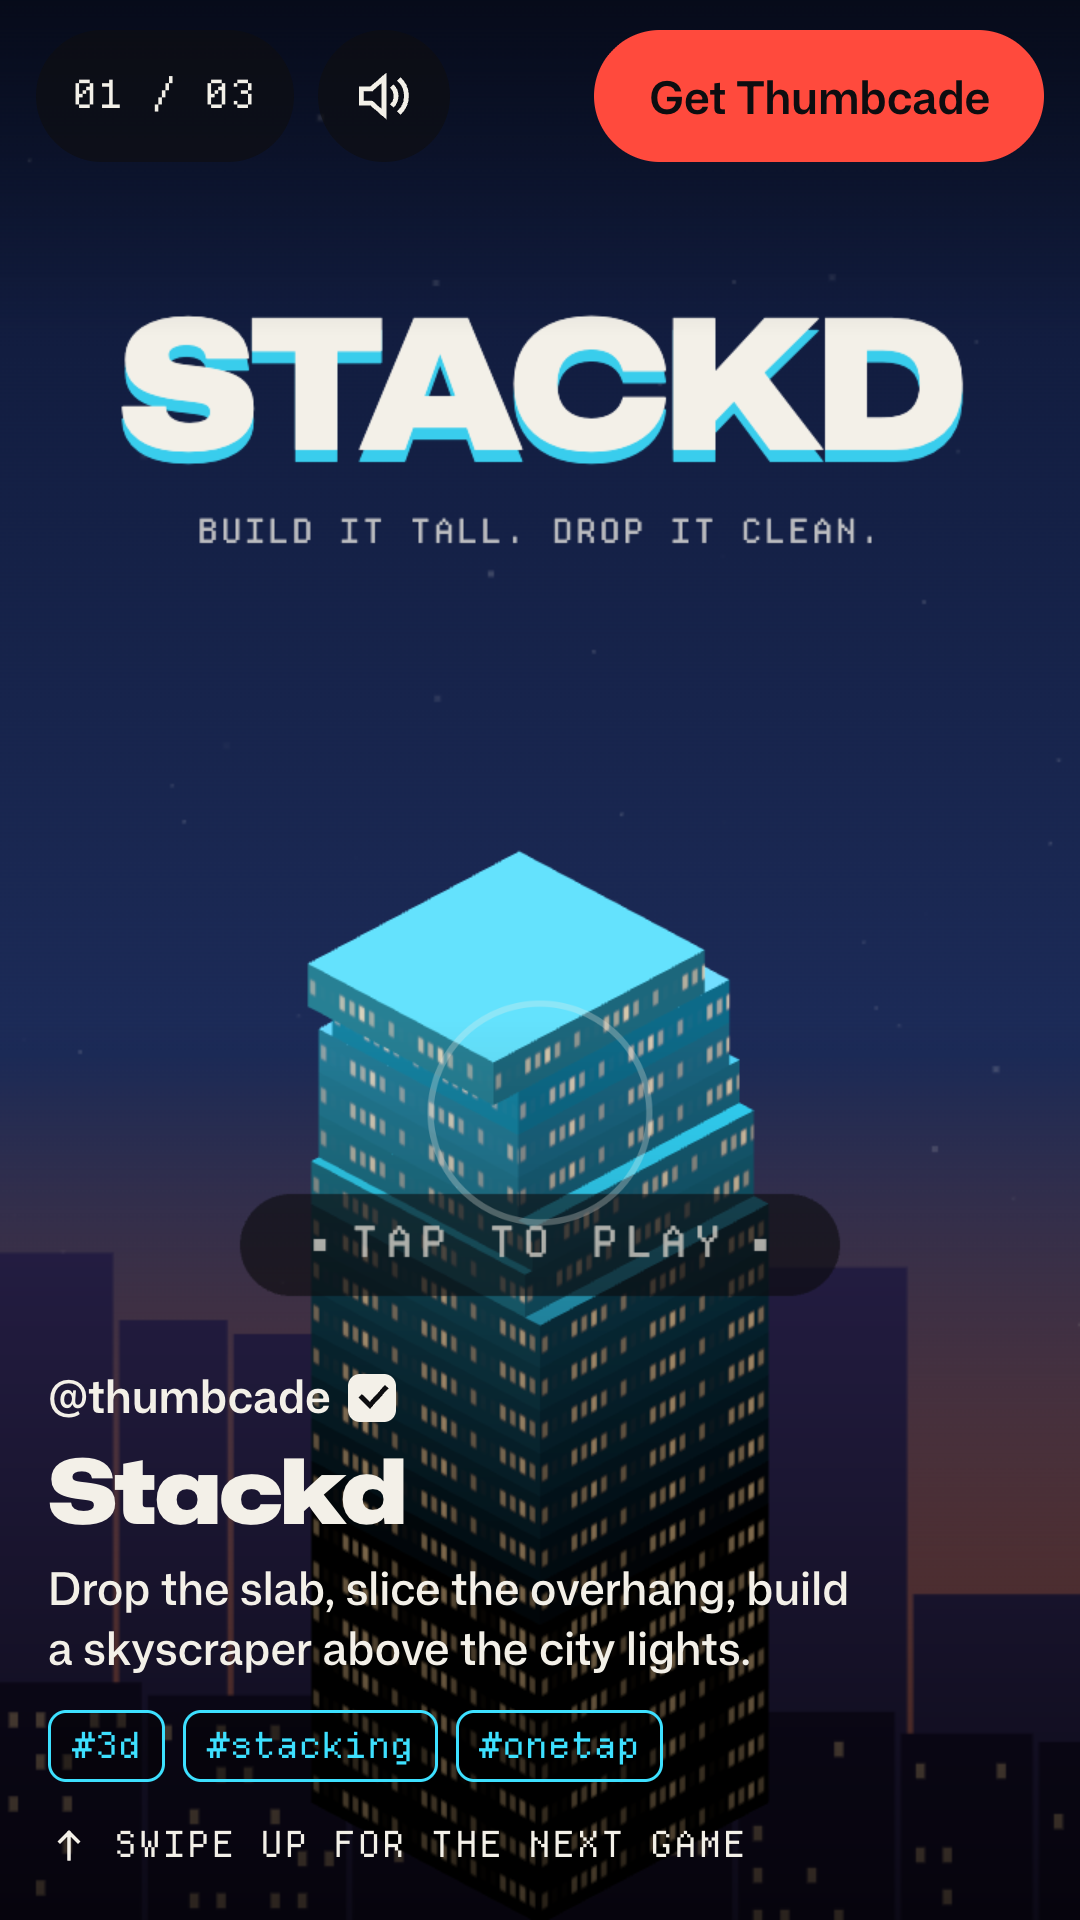 01 / 03
Get Thumbcade
STACKD
BUILD IT TALL. DROP IT CLEAN.
TAP TO PLAY
@thumbcade
Stackd
Drop the slab, slice the overhang, build
a skyscraper above the city lights.
#3d #stacking #onetap
↑ SWIPE UP FOR THE NEXT GAME